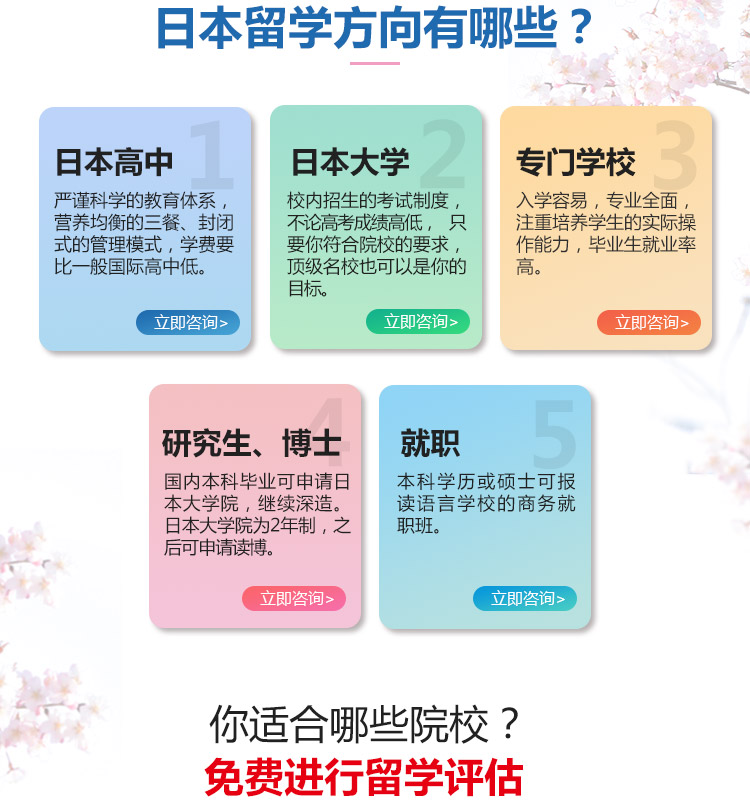 日本留学方向有哪些？
1
日本高中
严谨科学的教育体系，
营养均衡的三餐、封闭
式的管理模式，学费要
比一般国际高中低。
立即咨询>
2
日本大学
校内招生的考试制度，
不论高考成绩高低， 只
要你符合院校的要求，
顶级名校也可以是你的
目标。
立即咨询>
3
专门学校
入学容易，专业全面，
注重培养学生的实际操
作能力，毕业生就业率
高。
立即咨询>
4
研究生、博士
国内本科毕业可申请日
本大学院，继续深造。
日本大学院为2年制，之
后可申请读博。
立即咨询>
5
就职
本科学历或硕士可报
读语言学校的商务就
职班。
立即咨询>
你适合哪些院校？
免费进行留学评估